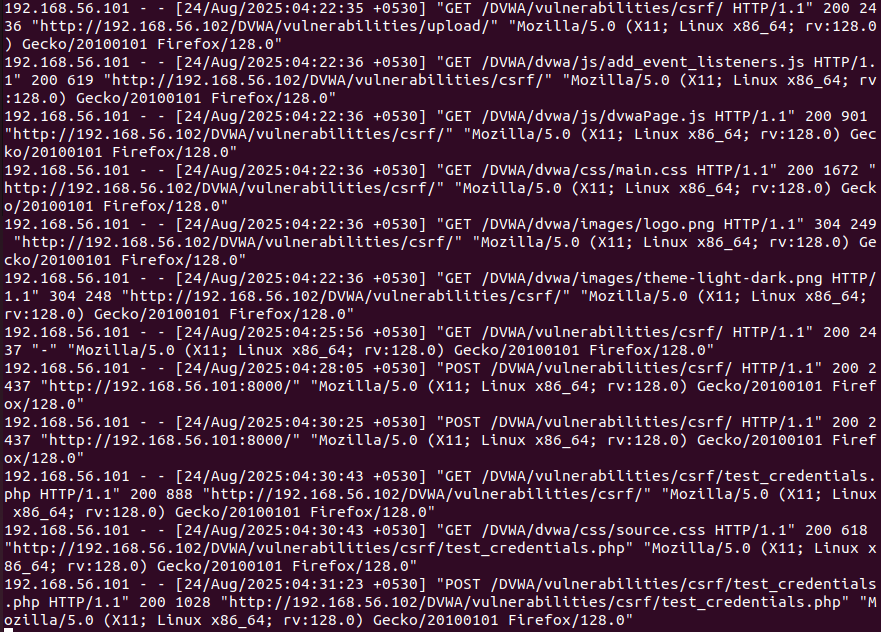 192.168.56.101 - - [24/Aug/2025:04:22:35 +0530] "GET /DVWA/vulnerabilities/csrf/ HTTP/1.1" 200 24
36 "http://192.168.56.102/DVWA/vulnerabilities/upload/" "Mozilla/5.0 (X11; Linux x86_64; rv:128.0
) Gecko/20100101 Firefox/128.0"
192.168.56.101 - - [24/Aug/2025:04:22:36 +0530] "GET /DVWA/dvwa/js/add_event_listeners.js HTTP/1.
1" 200 619 "http://192.168.56.102/DVWA/vulnerabilities/csrf/" "Mozilla/5.0 (X11; Linux x86_64; rv
:128.0) Gecko/20100101 Firefox/128.0"
192.168.56.101 - - [24/Aug/2025:04:22:36 +0530] "GET /DVWA/dvwa/js/dvwaPage.js HTTP/1.1" 200 901
"http://192.168.56.102/DVWA/vulnerabilities/csrf/" "Mozilla/5.0 (X11; Linux x86_64; rv:128.0) Gec
ko/20100101 Firefox/128.0"
192.168.56.101 - - [24/Aug/2025:04:22:36 +0530] "GET /DVWA/dvwa/css/main.css HTTP/1.1" 200 1672 "
http://192.168.56.102/DVWA/vulnerabilities/csrf/" "Mozilla/5.0 (X11; Linux x86_64; rv:128.0) Geck
o/20100101 Firefox/128.0"
192.168.56.101 - - [24/Aug/2025:04:22:36 +0530] "GET /DVWA/dvwa/images/logo.png HTTP/1.1" 304 249
"http://192.168.56.102/DVWA/vulnerabilities/csrf/" "Mozilla/5.0 (X11; Linux x86_64; rv:128.0) Ge
cko/20100101 Firefox/128.0"
192.168.56.101 - - [24/Aug/2025:04:22:36 +0530] "GET /DVWA/dvwa/images/theme-light-dark.png HTTP/
1.1" 304 248 "http://192.168.56.102/DVWA/vulnerabilities/csrf/" "Mozilla/5.0 (X11; Linux x86_64;
rv:128.0) Gecko/20100101 Firefox/128.0"
192.168.56.101 - - [24/Aug/2025:04:25:56 +0530] "GET /DVWA/vulnerabilities/csrf/ HTTP/1.1" 200 24
37 "-" "Mozilla/5.0 (X11; Linux x86_64; rv:128.0) Gecko/20100101 Firefox/128.0"
192.168.56.101 - - [24/Aug/2025:04:28:05 +0530] "POST /DVWA/vulnerabilities/csrf/ HTTP/1.1" 200 2
437 "http://192.168.56.101:8000/" "Mozilla/5.0 (X11; Linux x86_64; rv:128.0) Gecko/20100101 Firef
ox/128.0"
192.168.56.101 - - [24/Aug/2025:04:30:25 +0530] "POST /DVWA/vulnerabilities/csrf/ HTTP/1.1" 200 2
437 "http://192.168.56.101:8000/" "Mozilla/5.0 (X11; Linux x86_64; rv:128.0) Gecko/20100101 Firef
ox/128.0"
192.168.56.101 - - [24/Aug/2025:04:30:43 +0530] "GET /DVWA/vulnerabilities/csrf/test_credentials.
php HTTP/1.1" 200 888 "http://192.168.56.102/DVWA/vulnerabilities/csrf/" "Mozilla/5.0 (X11; Linux
x86_64; rv:128.0) Gecko/20100101 Firefox/128.0"
192.168.56.101 - - [24/Aug/2025:04:30:43 +0530] "GET /DVWA/dvwa/css/source.css HTTP/1.1" 200 618
"http://192.168.56.102/DVWA/vulnerabilities/csrf/test_credentials.php" "Mozilla/5.0 (X11; Linux x
86_64; rv:128.0) Gecko/20100101 Firefox/128.0"
192.168.56.101 - - [24/Aug/2025:04:31:23 +0530] "POST /DVWA/vulnerabilities/csrf/test_credentials
.php HTTP/1.1" 200 1028 "http://192.168.56.102/DVWA/vulnerabilities/csrf/test_credentials.php" "M
ozilla/5.0 (X11; Linux x86_64; rv:128.0) Gecko/20100101 Firefox/128.0"